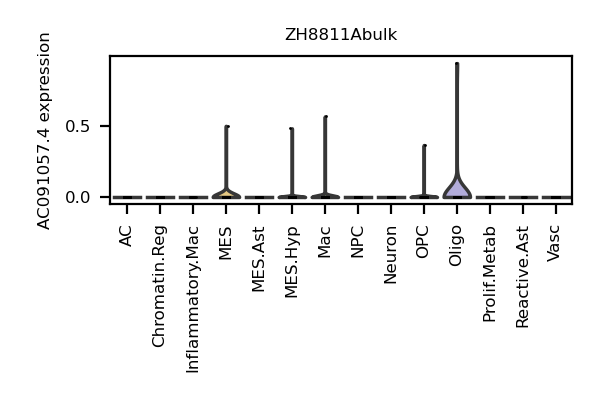 ZH8811Abulk
AC091057.4 expression
0.5
0.0
AC
Chromatin.Reg
Inflammatory.Mac
MES
MES.Ast
MES.Hyp
Mac
NPC
Neuron
OPC
Oligo
Prolif.Metab
Reactive.Ast
Vasc